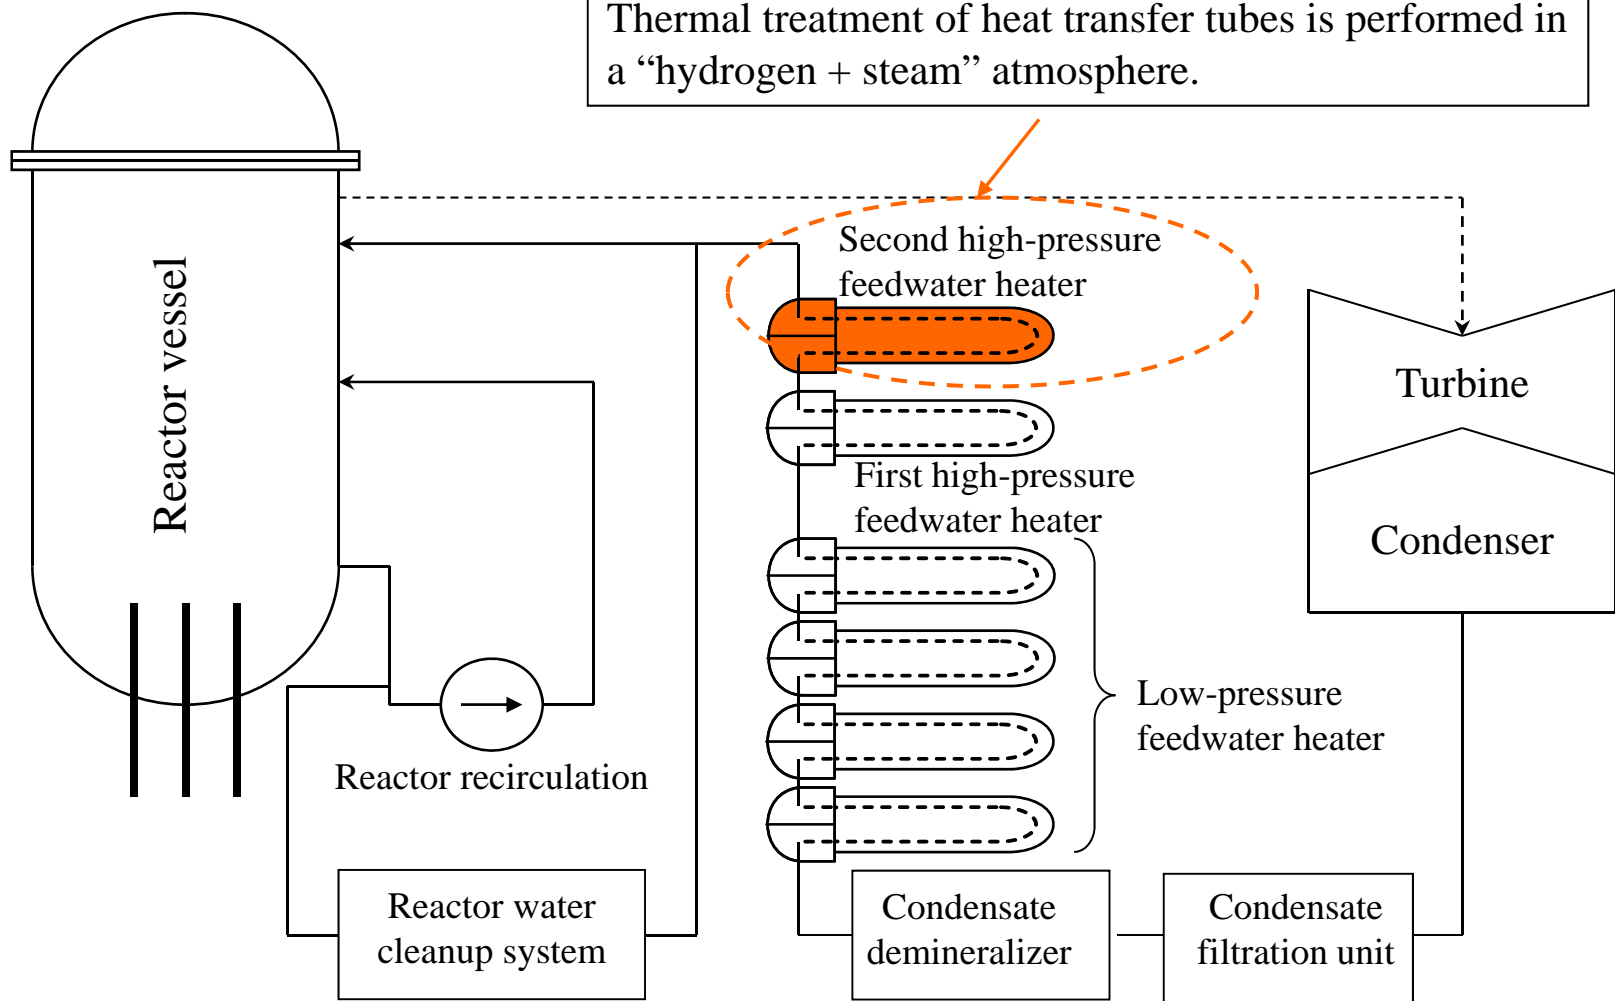 Thermal treatment of heat transfer tubes is performed in
a “hydrogen + steam” atmosphere.
Second high-pressure
feedwater heater
Reactor vessel
Turbine
First high-pressure
feedwater heater
Condenser
Low-pressure
feedwater heater
Reactor recirculation
Reactor water
cleanup system
Condensate
demineralizer
Condensate
filtration unit